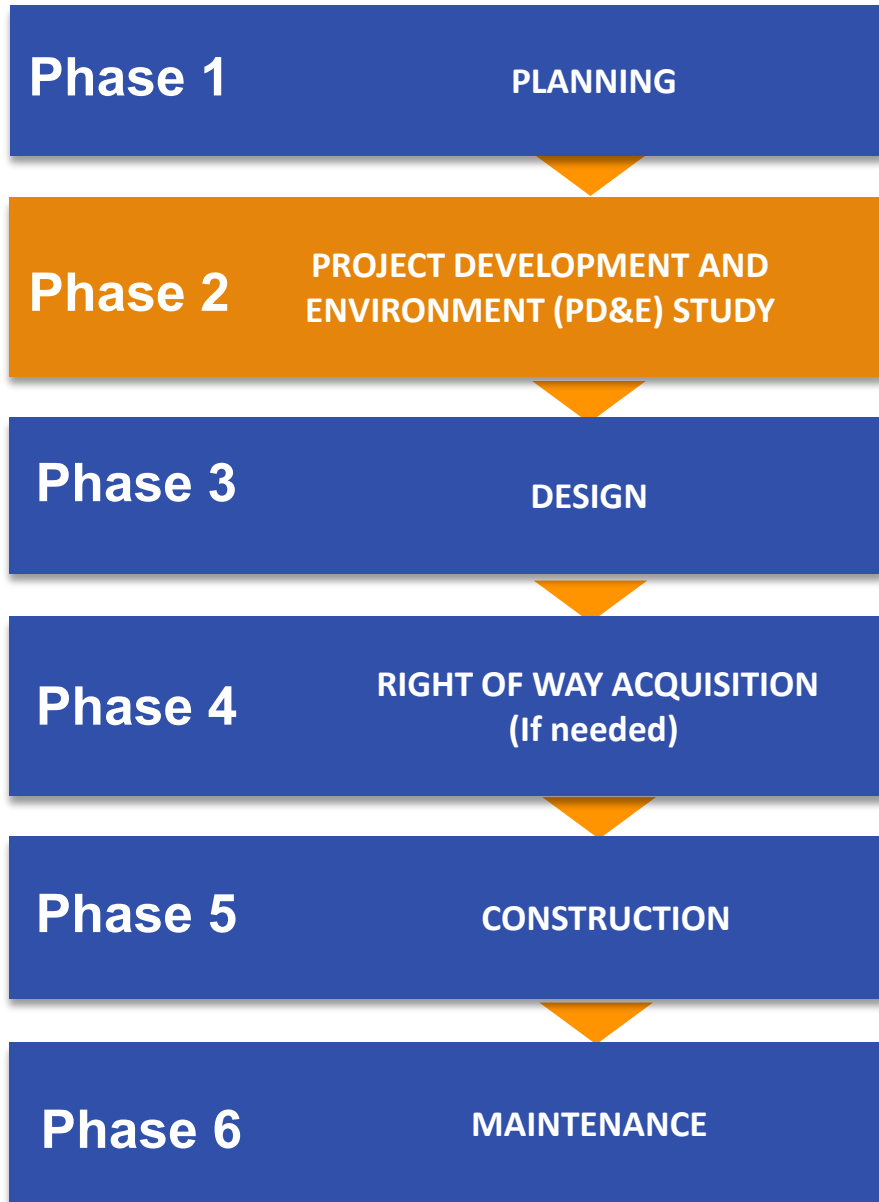 Phase 1
PLANNING
Phase 2
PROJECT DEVELOPMENT AND
ENVIRONMENT (PD&E) STUDY
Phase 3
DESIGN
Phase 4
RIGHT OF WAY ACQUISITION
(If needed)
Phase 5
CONSTRUCTION
Phase 6
MAINTENANCE